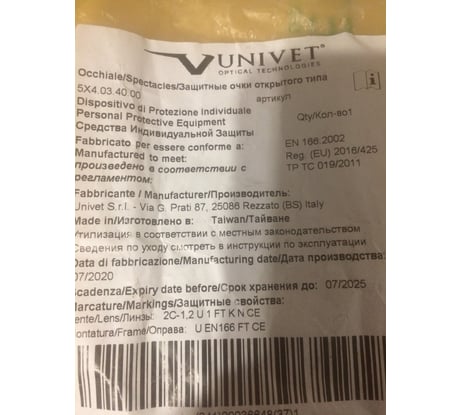 UNIVET®
OPTICAL TECHNOLOGIES
Occhiale/Spectacles/Защитные очки открытого типа
5X4.03.40.00
артикул
Dispositivo di Protezione Individuale
Qty/Кол-во1
Personal Protective Equipment
Средства Индивидуальной Защиты
Fabbricato per essere conforme a:
EN 166.2002
Manufactured to meet:
Reg. (EU) 2016/425
произведено в соответствии с
TP TC 019/2011
регламентом:
Fabbricante / Manufacturer/Производитель:
Univet S.r.l. - Via G. Prati 87, 25086 Rezzato (BS) Italy
Made in/Изготовлено в: Taiwan/Тайване
Утилизация в соответствии с местным законодательством
Сведения по уходу смотреть в инструкции по эксплуатации
Data di fabbricazione/Manufacturing date/Дата производства:
07/2020
cadenza/Expiry date before/Срок хранения до: 07/2025
Marcature/Markings/Защитные свойства:
ente/Lens/Линзы: 2C-1,2 U 1 FT K N CE
ontatura/Frame/Оправа: U EN166 FT CE